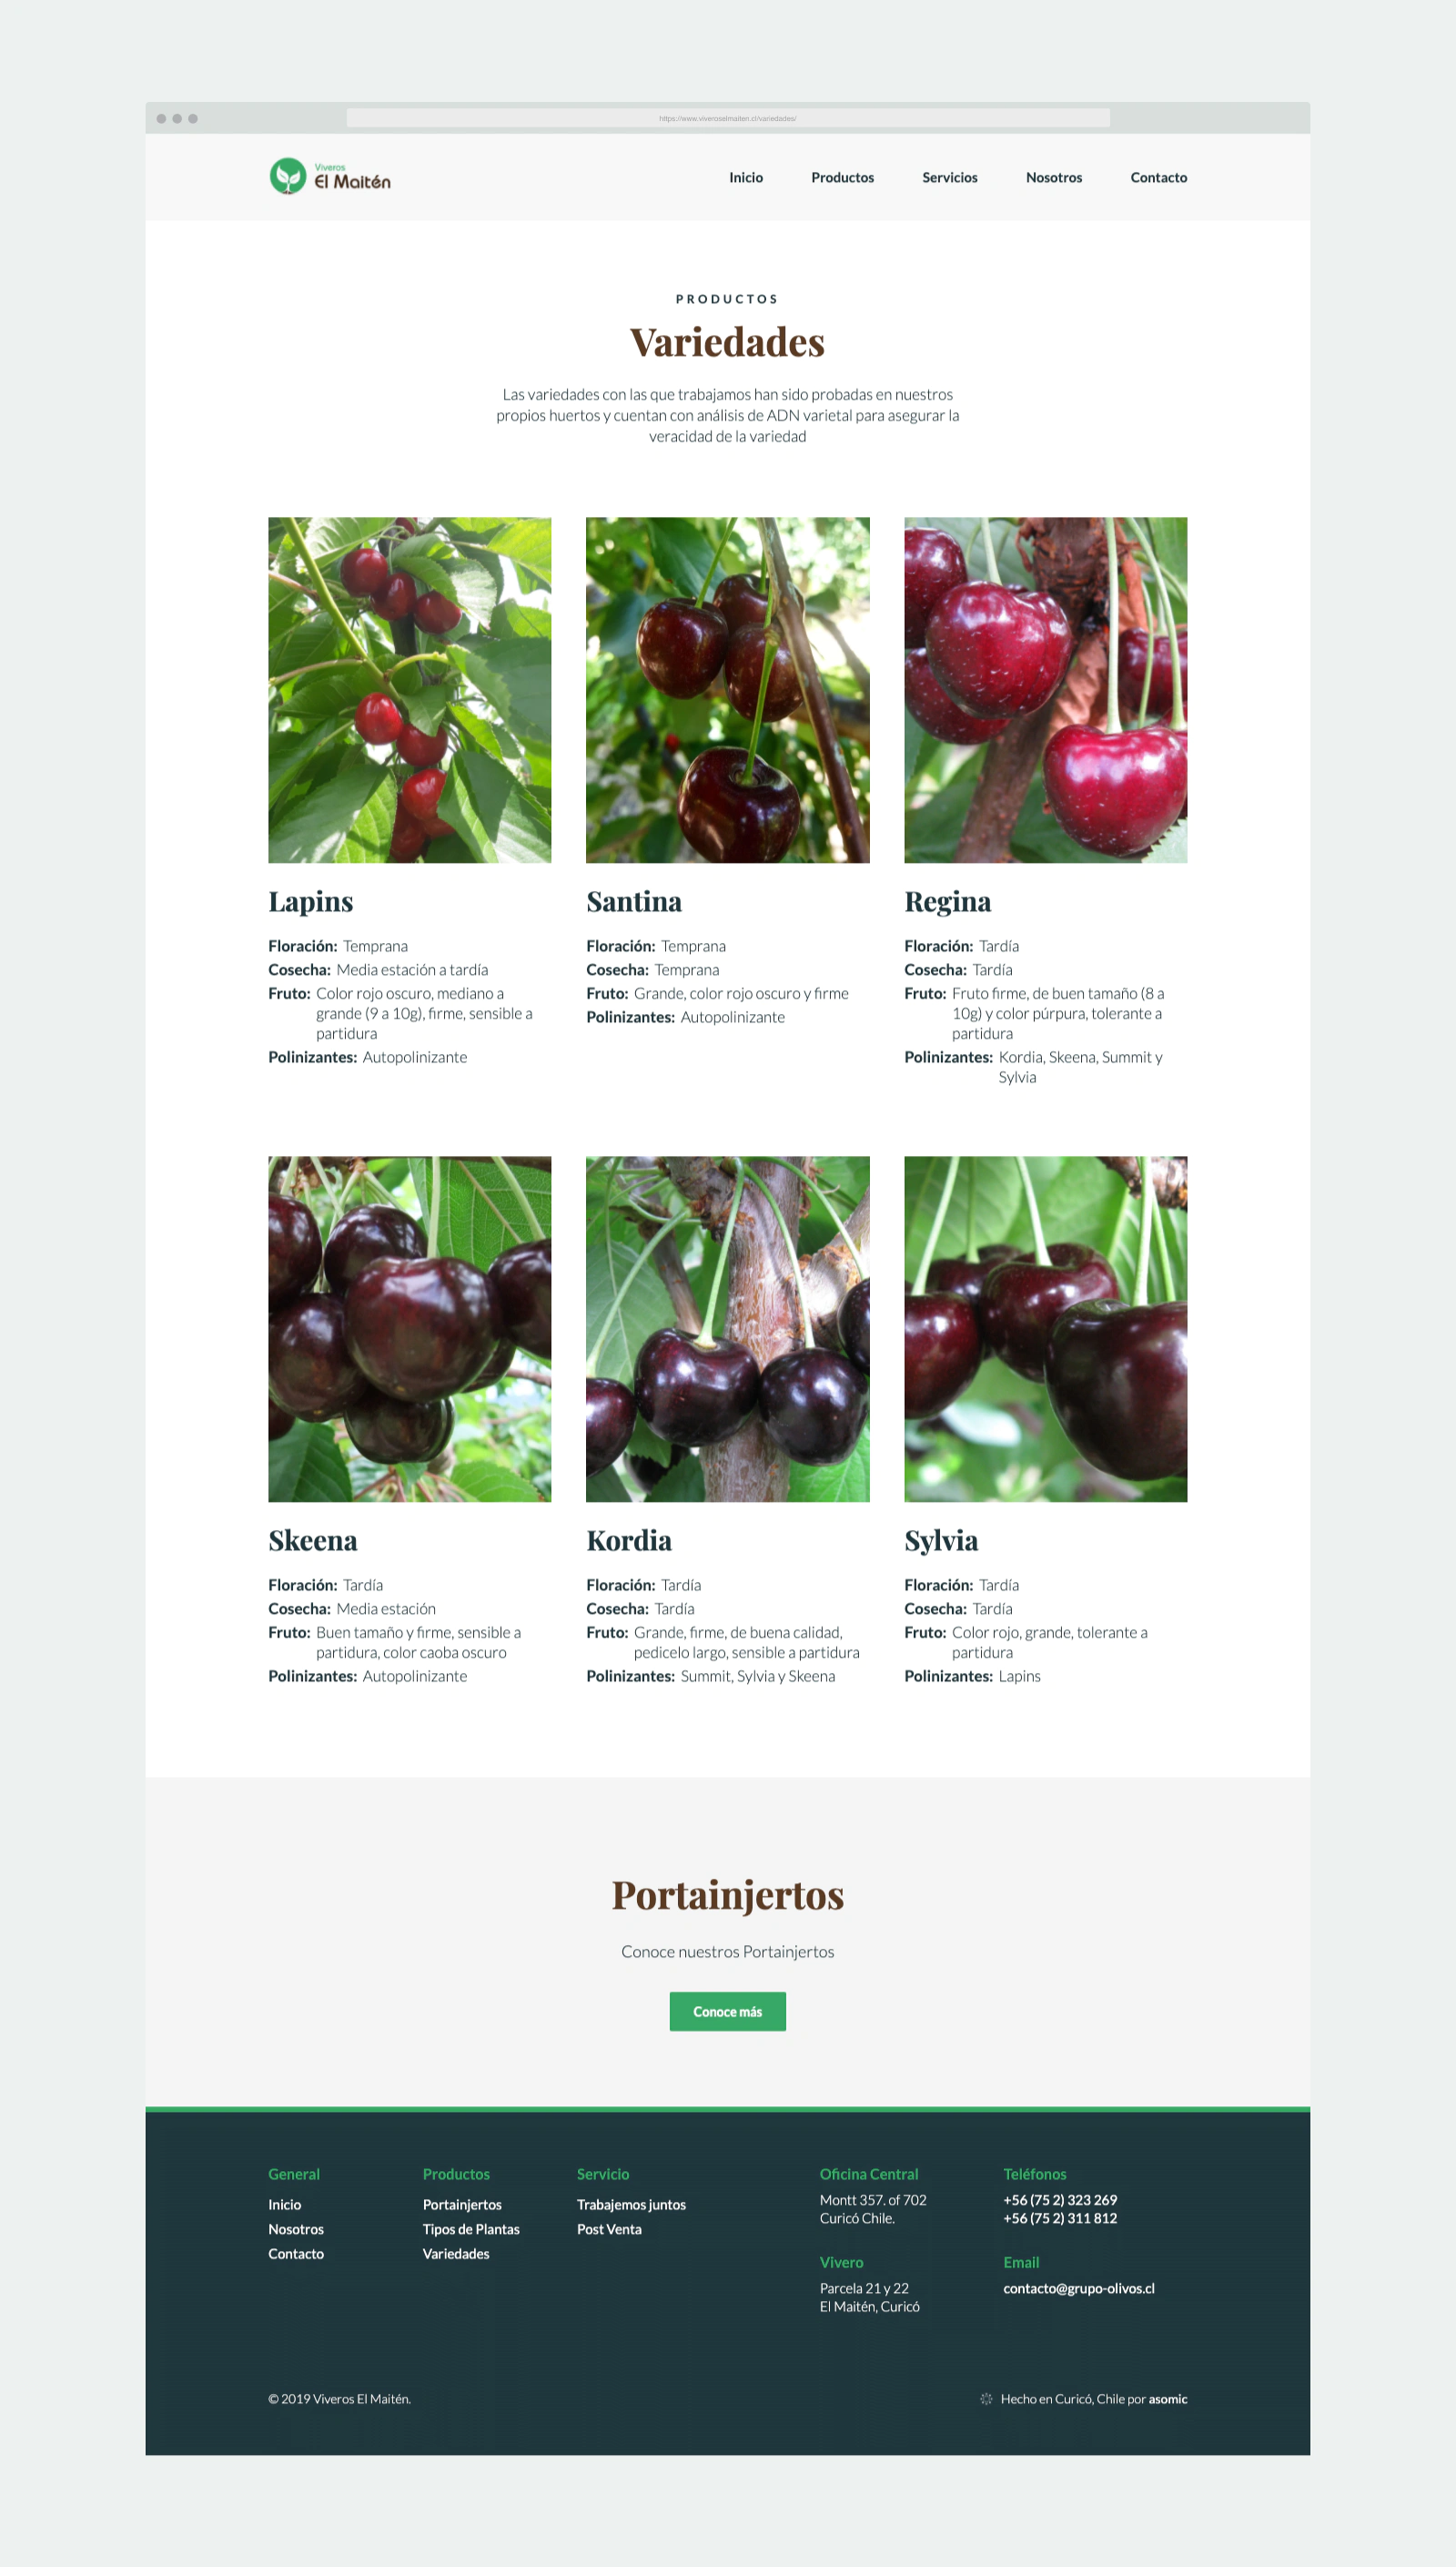 https://www.viveroselmaiten.cl/variedades/
Viveros
El Maitén
Inicio
Productos
Servicios
Nosotros
Contacto
PRODUCTOS
Variedades
Las variedades con las que trabajamos han sido probadas en nuestros
propios huertos y cuentan con análisis de ADN varietal para asegurar la
veracidad de la variedad
Lapins
Floración: Temprana
Cosecha: Media estación a tardía
Fruto: Color rojo oscuro, mediano a
grande (9 a 10g), firme, sensible a
partidura
Polinizantes: Autopolinizante
Santina
Floración: Temprana
Cosecha: Temprana
Fruto: Grande, color rojo oscuro y firme
Polinizantes: Autopolinizante
Regina
Floración: Tardía
Cosecha: Tardía
Fruto: Fruto firme, de buen tamaño (8 a
10g) y color púrpura, tolerante a
partidura
Polinizantes: Kordia, Skeena, Summit y
Sylvia
Skeena
Floración: Tardía
Cosecha: Media estación
Fruto: Buen tamaño y firme, sensible a
partidura, color caoba oscuro
Polinizantes: Autopolinizante
Kordia
Floración: Tardía
Cosecha: Tardía
Fruto: Grande, firme, de buena calidad,
pedicelo largo, sensible a partidura
Polinizantes: Summit, Sylvia y Skeena
Sylvia
Floración: Tardía
Cosecha: Tardía
Fruto: Color rojo, grande, tolerante a
partidura
Polinizantes: Lapins
Portainjertos
Conoce nuestros Portainjertos
Conoce más
General
Inicio
Nosotros
Contacto
Productos
Portainjertos
Tipos de Plantas
Variedades
Servicio
Trabajemos juntos
Post Venta
Oficina Central
Montt 357. of 702
Curicó Chile.
Vivero
Parcela 21 y 22
El Maitén, Curicó
Teléfonos
+56 (75 2) 323 269
+56 (75 2) 311 812
Email
contacto@grupo-olivos.cl
© 2019 Viveros El Maitén.
Hecho en Curicó, Chile por asomic